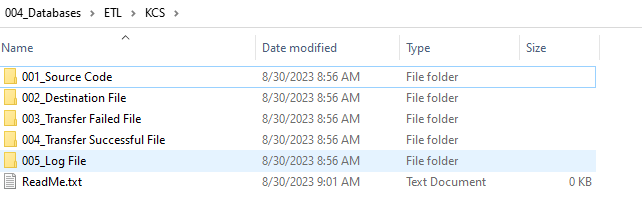 004_Databases > ETL > KCS
Name Date modified Type Size
001_Source Code 8/30/2023 8:56 AM File folder
002_Destination File 8/30/2023 8:56 AM File folder
003_Transfer Failed File 8/30/2023 8:56 AM File folder
004_Transfer Successful File 8/30/2023 8:56 AM File folder
005_Log File 8/30/2023 8:56 AM File folder
ReadMe.txt 8/30/2023 9:01 AM Text Document 0 KB